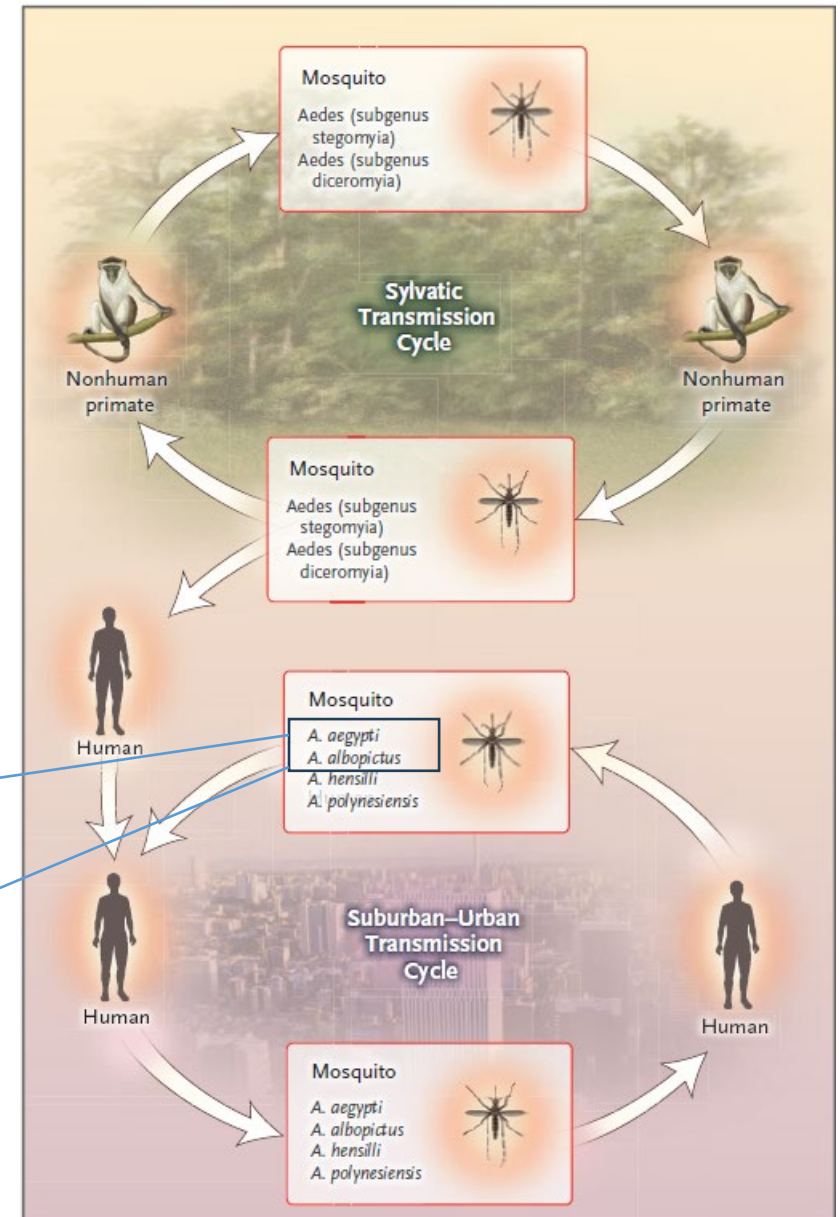 Mosquito
Aedes (subgenus
stegomyia)
Aedes (subgenus
diceromyia)
Sylvatic
Transmission
Cycle
Nonhuman
primate
Nonhuman
primate
Mosquito
Aedes (subgenus
stegomyia)
Aedes (subgenus
diceromyia)
Human
Mosquito
A. aegypti
A. albopictus
A. hensilli
A. polynesiensis
Suburban–Urban
Transmission
Cycle
Human
Human
Mosquito
A. aegypti
A. albopictus
A. hensilli
A. polynesiensis